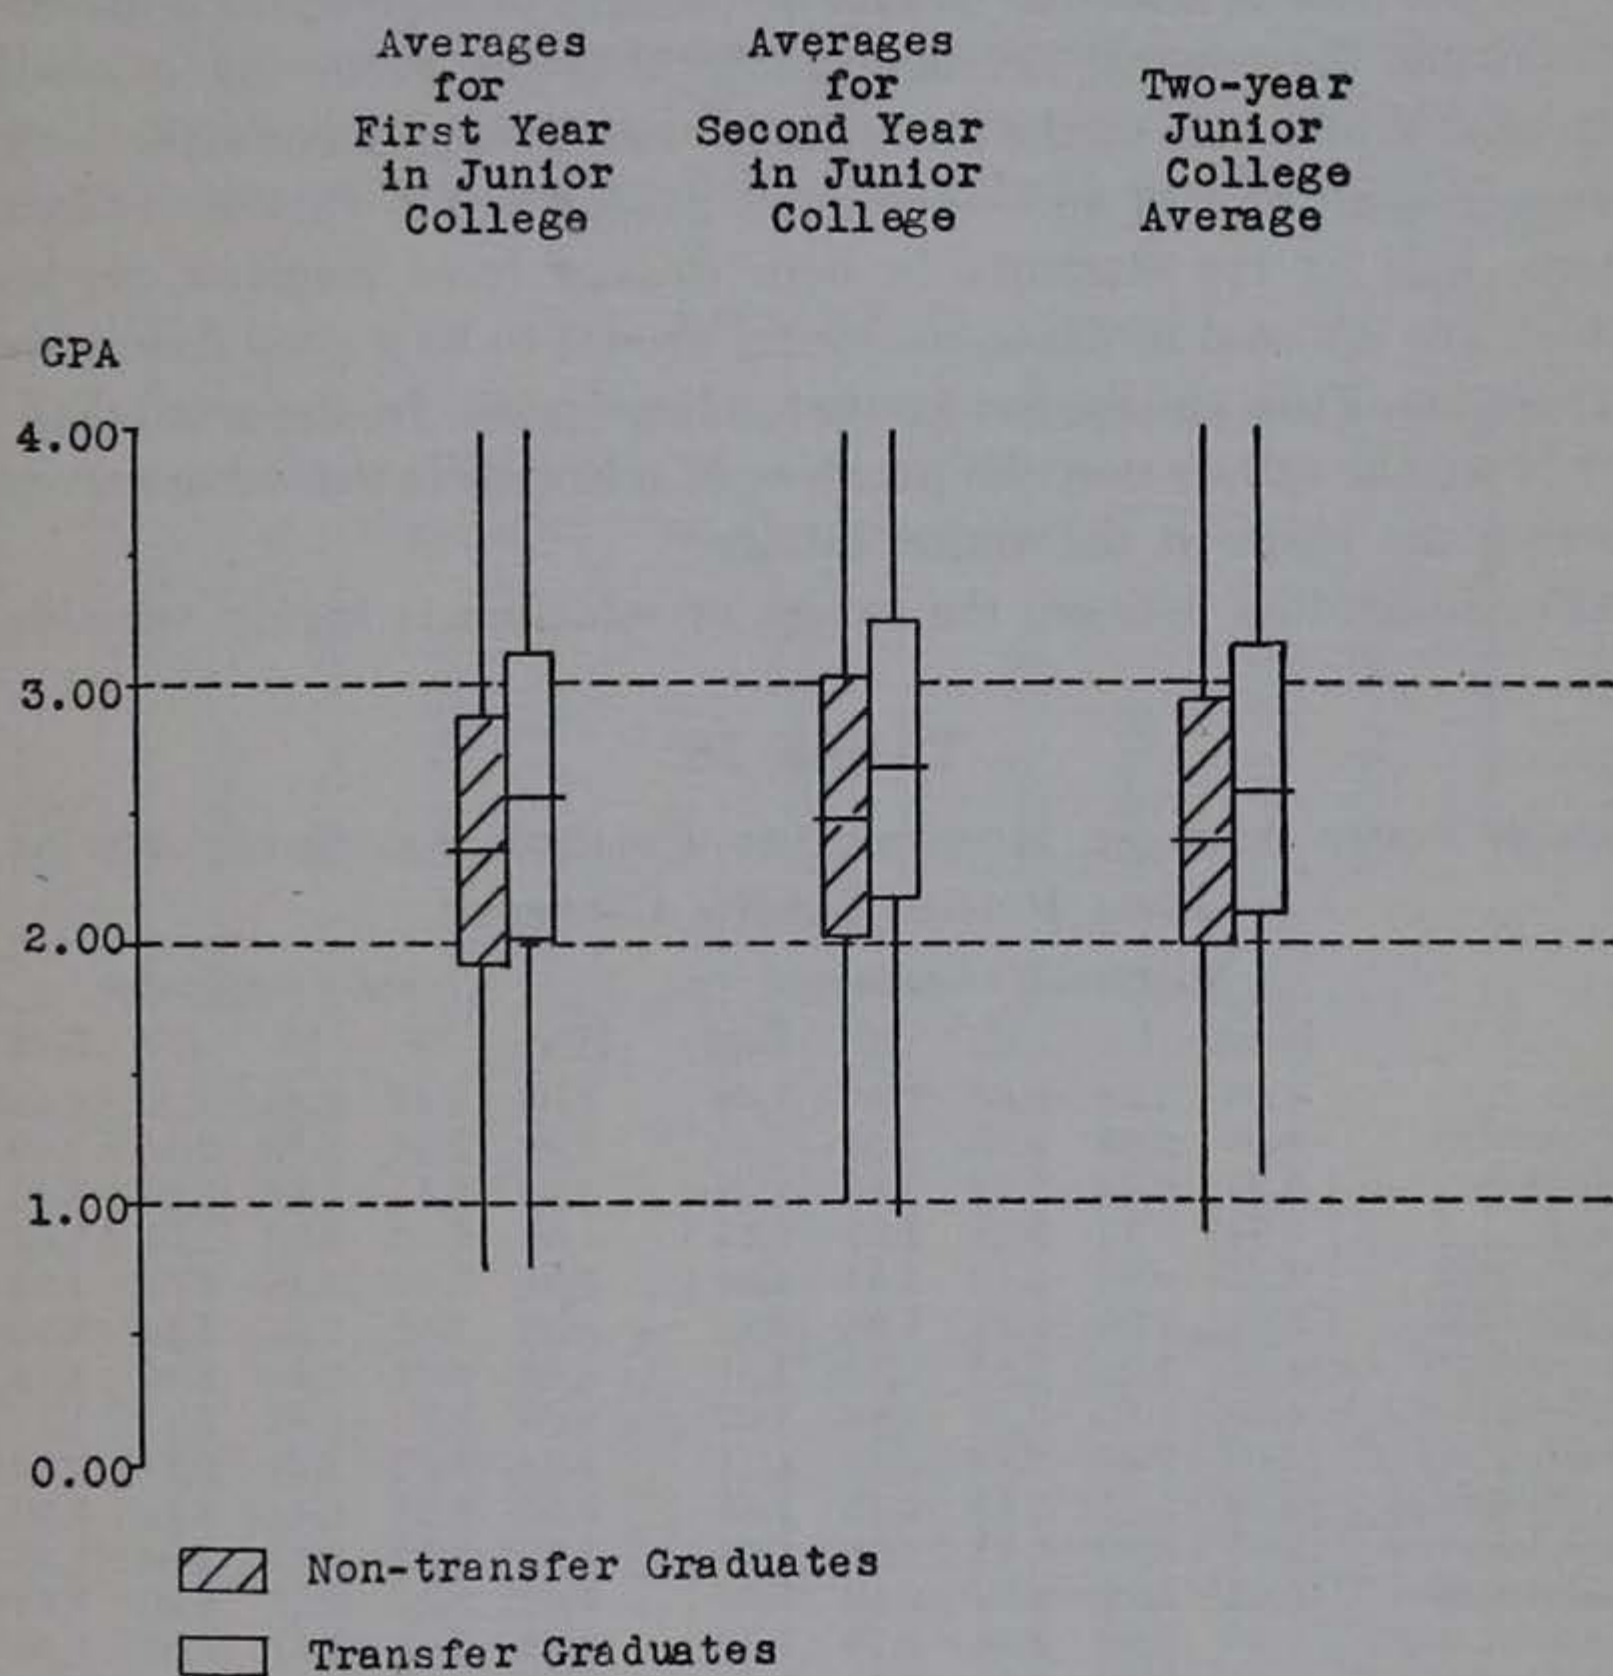 Averages
for
First Year
in Junior
College
Averages
for
Second Year
in Junior
College
Two-year
Junior
College
Average
GPA
4.00
3.00
2.00
1.00
0.00
Non-transfer Graduates
Transfer Graduates